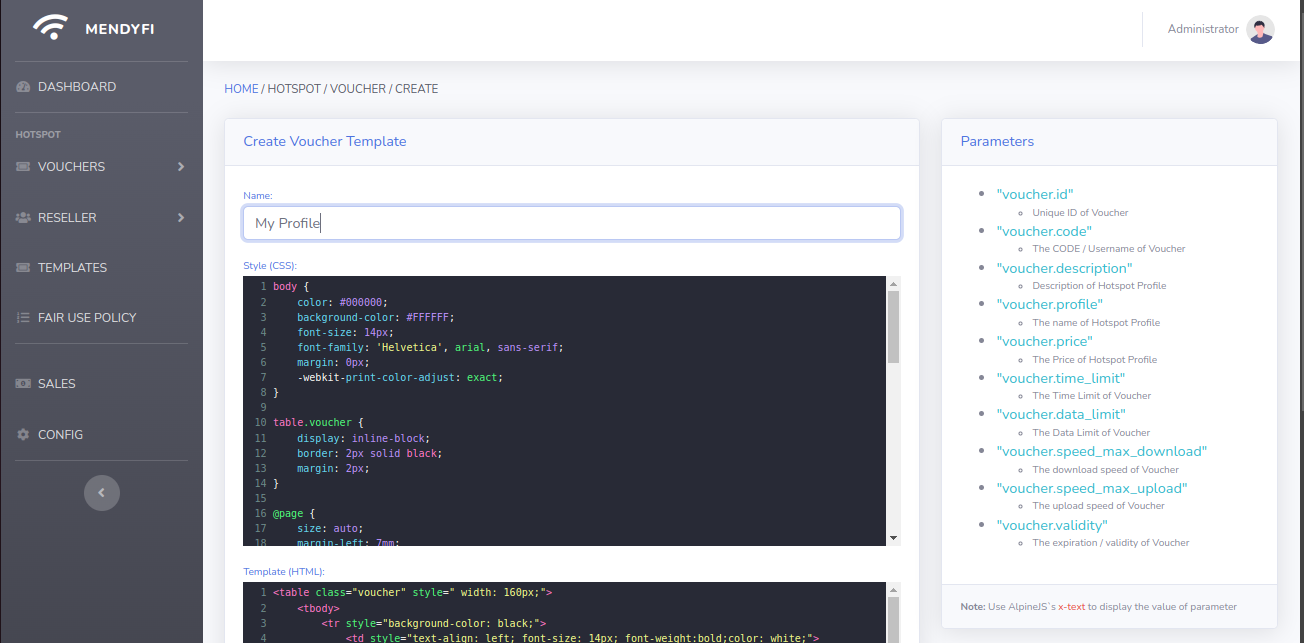 MENDYFI
Administrator
DASHBOARD
HOTSPOT
VOUCHERS
RESELLER
TEMPLATES
FAIR USE POLICY
SALES
CONFIG
HOME / HOTSPOT / VOUCHER / CREATE
Create Voucher Template
Name:
My Profile
Style (CSS):
1 body {
2 color: #000000;
3 background-color: #FFFFFF;
4 font-size: 14px;
5 font-family: 'Helvetica', arial, sans-serif;
6 margin: 0px;
7 -webkit-print-color-adjust: exact;
8 }
9
10 table.voucher {
11 display: inline-block;
12 border: 2px solid black;
13 margin: 2px;
14 }
15
16 @page {
17 size: auto;
18 margin-left: 7mm;
Template (HTML):
1 <table class="voucher" style=" width: 160px;">
2 <tbody>
3 <tr style="background-color: black;">
4 <td style="text-align: left; font-size: 14px; font-weight:bold;color: white;">
Parameters
"voucher.id"
Unique ID of Voucher
"voucher.code"
The CODE / Username of Voucher
"voucher.description"
Description of Hotspot Profile
"voucher.profile"
The name of Hotspot Profile
"voucher.price"
The Price of Hotspot Profile
"voucher.time_limit"
The Time Limit of Voucher
"voucher.data_limit"
The Data Limit of Voucher
"voucher.speed_max_download"
The download speed of Voucher
"voucher.speed_max_upload"
The upload speed of Voucher
"voucher.validity"
The expiration / validity of Voucher
Note: Use AlpineJS`s x-text to display the value of parameter